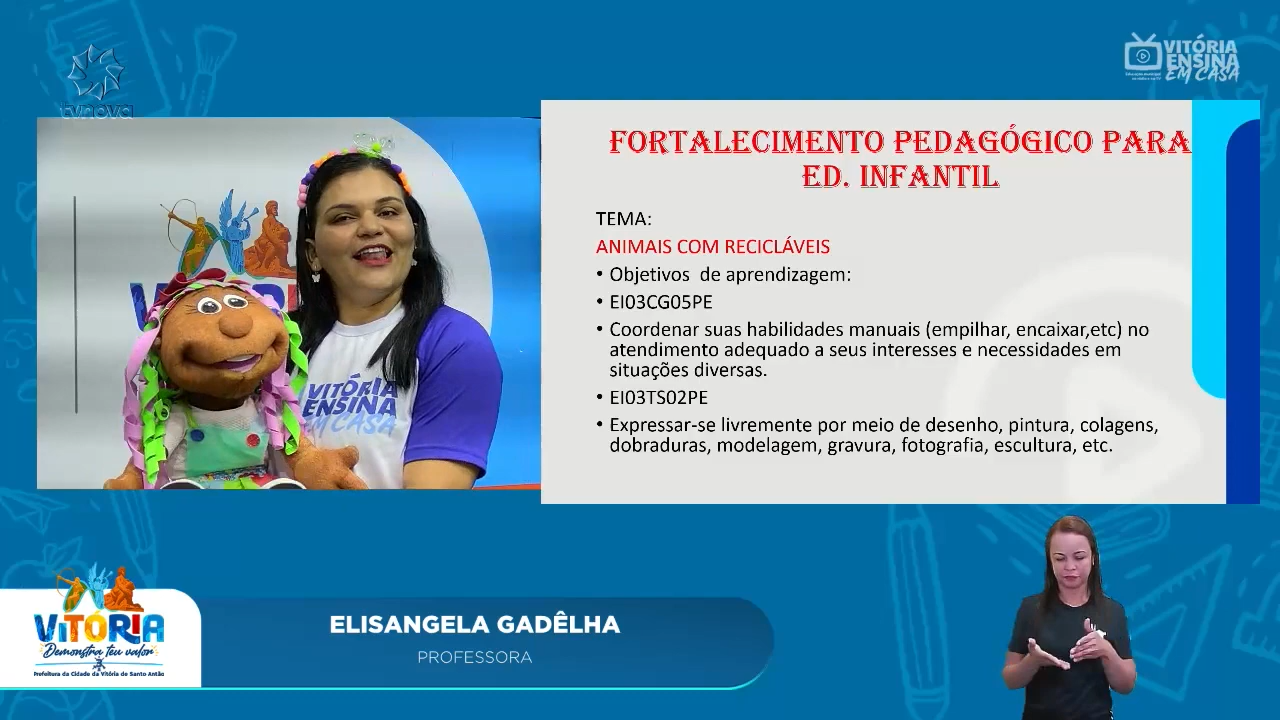 tvnova
VITÓRIA
ENSINA
EM CASA
FORTALECIMENTO PEDAGÓGICO PARA
ED. INFANTIL
TEMA:
ANIMAIS COM RECICLÁVEIS
• Objetivos de aprendizagem:
• EI03CG05PE
• Coordenar suas habilidades manuais (empilhar, encaixar,etc) no
atendimento adequado a seus interesses e necessidades em
situações diversas.
• EI03TS02PE
• Expressar-se livremente por meio de desenho, pintura, colagens,
dobraduras, modelagem, gravura, fotografia, escultura, etc.
VITÓRIA
ENSINA
EM CASA
ELISANGELA GADÊLHA
PROFESSORA
VITÓRIA
Demonstra teu valor
Prefeitura da Cidade da Vitória de Santo Antão